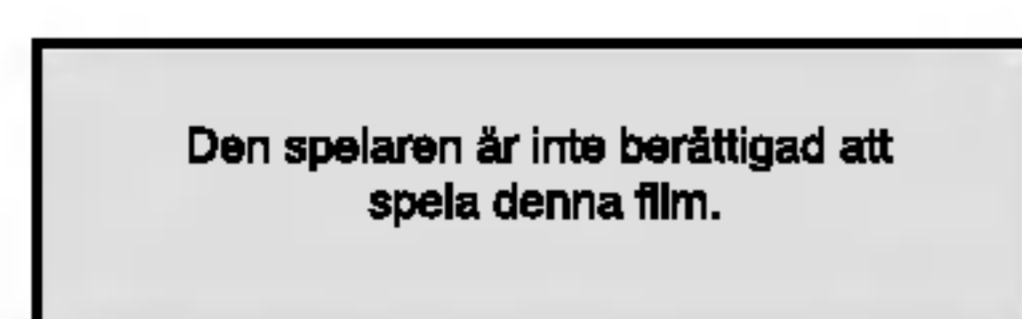 Den spelaren är inte berättigad att
spela denna film.